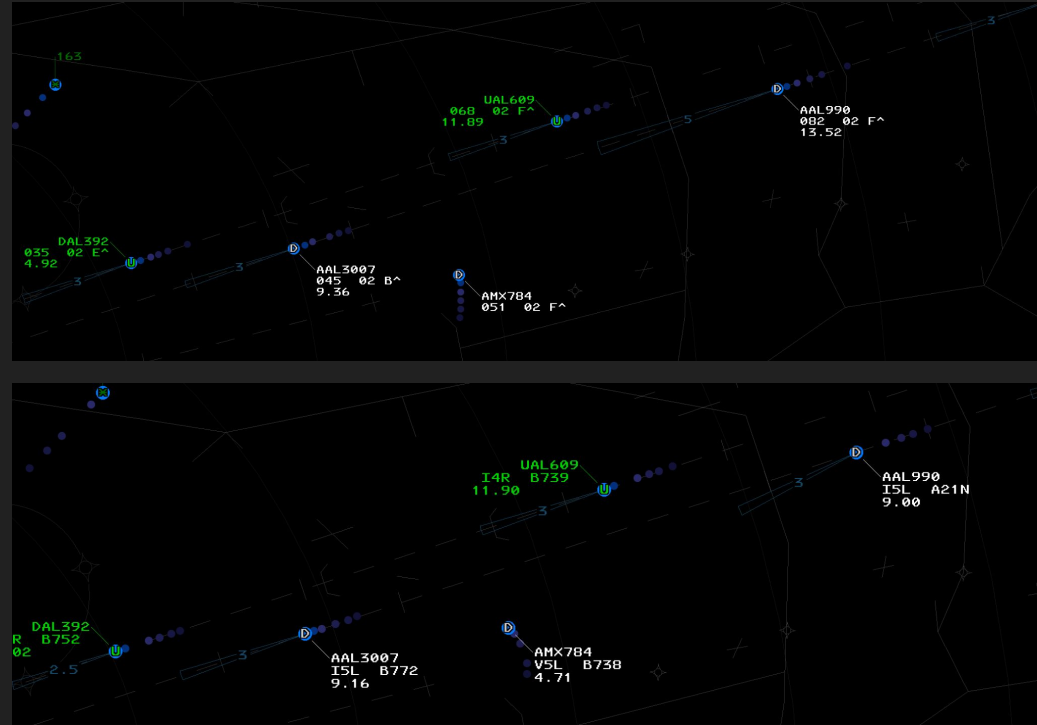 3
163
UAL609
068 02 F^
11.89
AAL990
082 02 F^
13.52
U
D
5
3
DAL392
035 02 E^
4.92
U
3
D
3
AAL3007
045 02 B^
9.36
D
AMX784
051 02 F^
UAL609
I4R B739
11.90
U
3
D
3
AAL990
I5L A21N
9.00
DAL392
R B752
02
U
2.5
D
3
AAL3007
I5L B772
9.16
D
AMX784
V5L B738
4.71